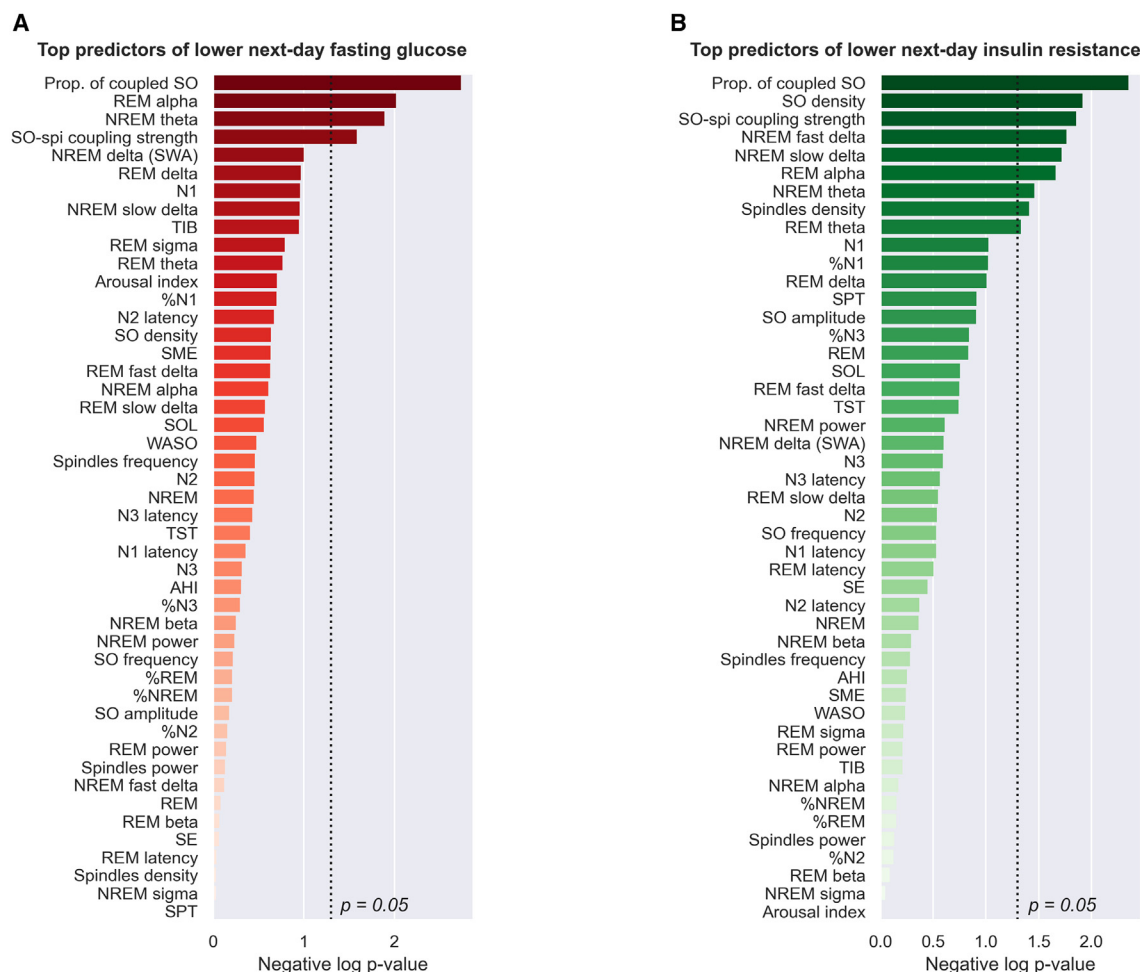 A
Top predictors of lower next-day fasting glucose
Prop. of coupled SO
REM alpha
NREM theta
SO-spi coupling strength
NREM delta (SWA)
REM delta
N1
NREM slow delta
TIB
REM sigma
REM theta
Arousal index
%N1
N2 latency
SO density
SME
REM fast delta
NREM alpha
REM slow delta
SOL
WASO
Spindles frequency
N2
NREM
N3 latency
TST
N1 latency
N3
AHI
%N3
NREM beta
NREM power
SO frequency
%REM
%NREM
SO amplitude
%N2
REM power
Spindles power
NREM fast delta
REM
REM beta
SE
REM latency
Spindles density
NREM sigma
SPT
p = 0.05
0 1 2
Negative log p-value
B
Top predictors of lower next-day insulin resistance
Prop. of coupled SO
SO density
SO-spi coupling strength
NREM fast delta
NREM slow delta
REM alpha
NREM theta
Spindles density
REM theta
N1
%N1
REM delta
SPT
SO amplitude
%N3
REM
SOL
REM fast delta
TST
NREM power
NREM delta (SWA)
N3
N3 latency
REM slow delta
N2
SO frequency
N1 latency
REM latency
SE
N2 latency
NREM
NREM beta
Spindles frequency
AHI
SME
WASO
REM sigma
REM power
TIB
NREM alpha
%NREM
%REM
Spindles power
%N2
REM beta
NREM sigma
Arousal index
p = 0.05
0.0 0.5 1.0 1.5 2.0
Negative log p-value